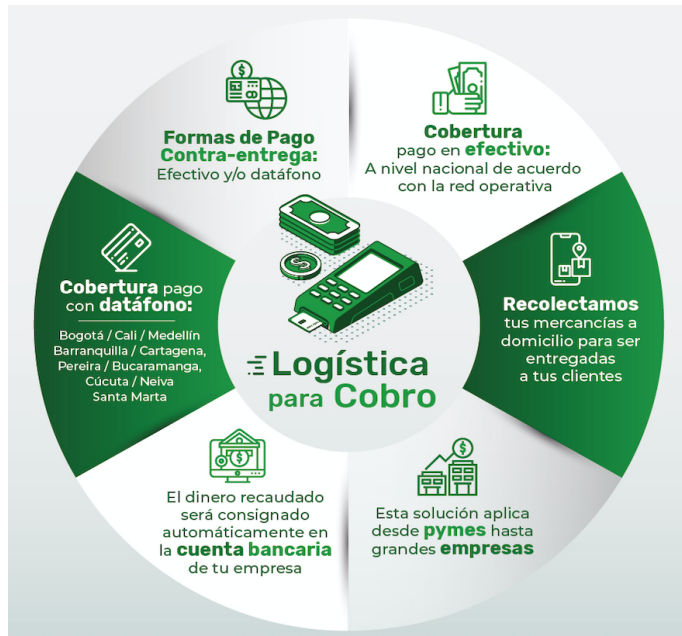 Formas de Pago
Contra-entrega:
Efectivo y/o datáfono
Cobertura
pago en efectivo:
A nivel nacional de acuerdo
con la red operativa
Cobertura pago
con datáfono:
Bogotá / Cali / Medellín
Barranquilla / Cartagena,
Pereira / Bucaramanga,
Cúcuta / Neiva
Santa Marta
Logística
para Cobro
Recolectamos
tus mercancías a
domicilio para ser
entregadas
a tus clientes
El dinero recaudado
será consignado
automáticamente en
la cuenta bancaria
de tu empresa
Esta solución aplica
desde pymes hasta
grandes empresas